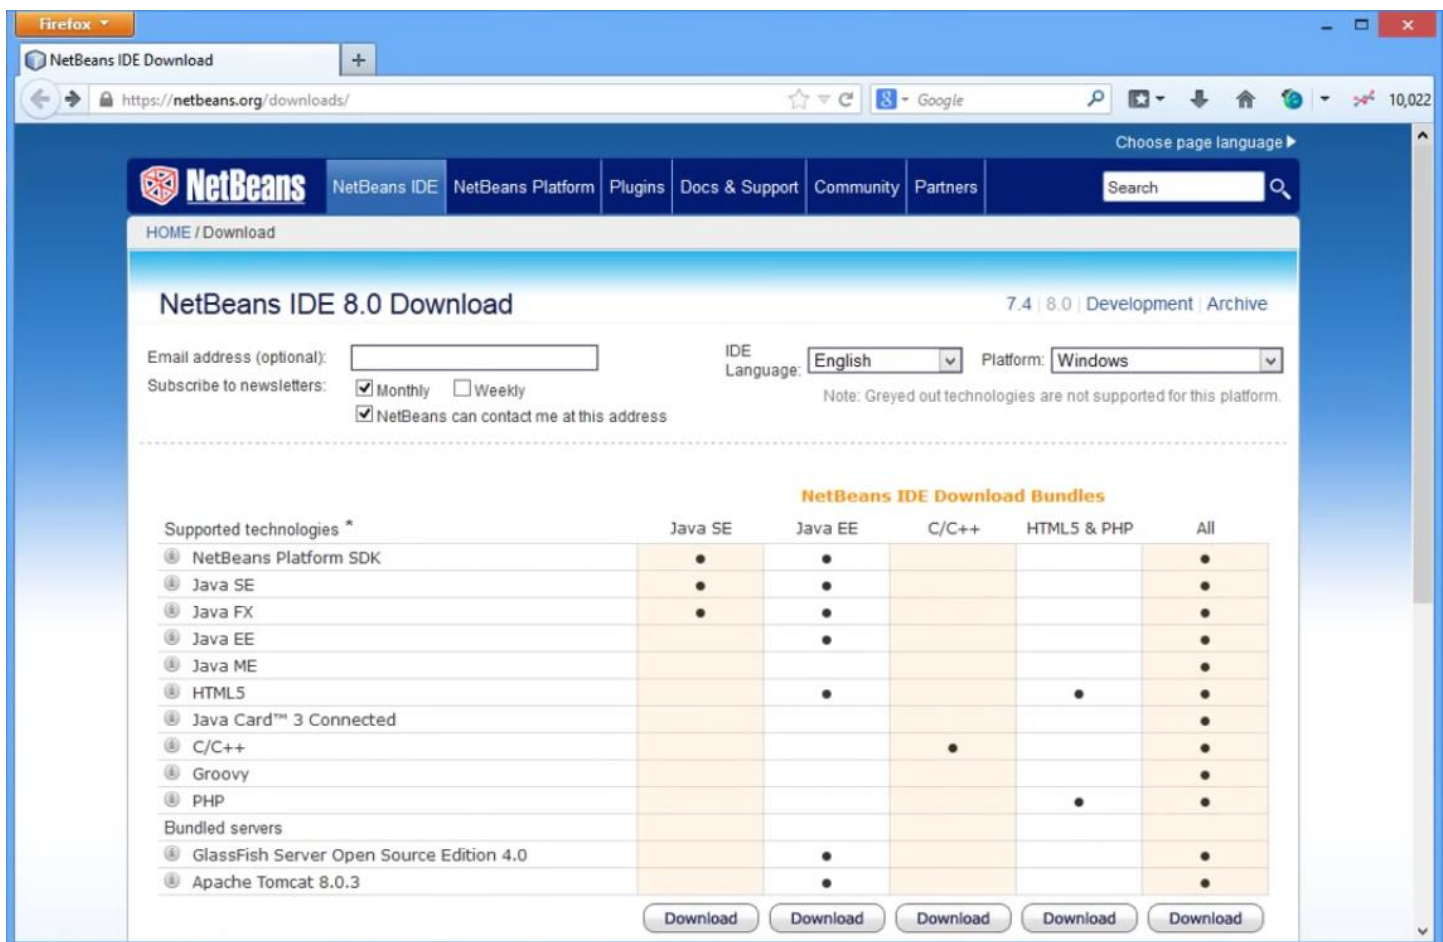 Firefox
NetBeans IDE Download
https://netbeans.org/downloads/
Google
10,022
Choose page language
NetBeans NetBeans IDE NetBeans Platform Plugins Docs & Support Community Partners Search
HOME / Download
NetBeans IDE 8.0 Download 7.4 | 8.0 | Development | Archive
Email address (optional): IDE Language: English Platform: Windows
Subscribe to newsletters: Monthly Weekly Note: Greyed out technologies are not supported for this platform.
NetBeans can contact me at this address
NetBeans IDE Download Bundles
Supported technologies * Java SE Java EE C/C++ HTML5 & PHP All
NetBeans Platform SDK
Java SE
Java FX
Java EE
Java ME
HTML5
Java Card™ 3 Connected
C/C++
Groovy
PHP
Bundled servers
GlassFish Server Open Source Edition 4.0
Apache Tomcat 8.0.3
Download Download Download Download Download